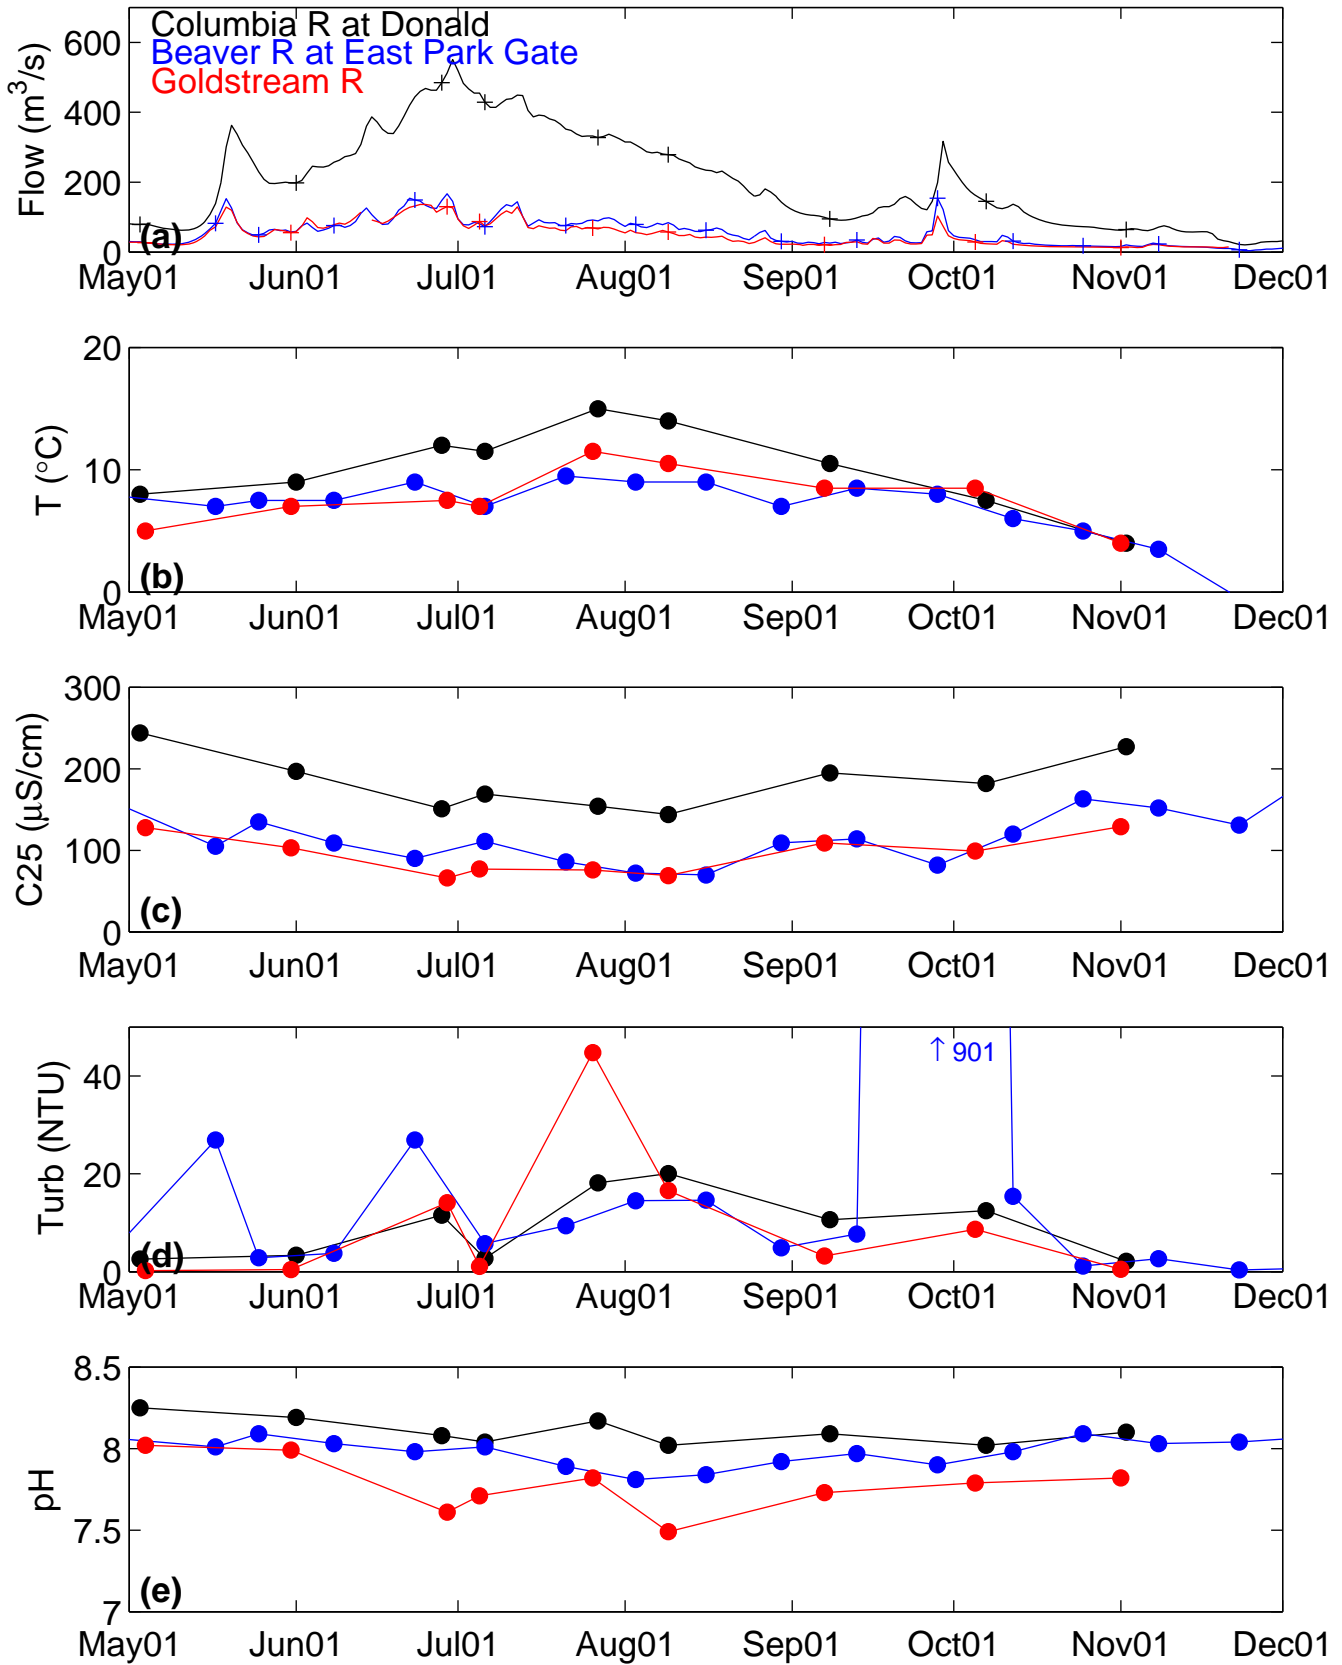 Columbia R at Donald
Beaver R at East Park Gate
Goldstream R
Flow (m³/s)
600
400
200
0
(a)
May01 Jun01 Jul01 Aug01 Sep01 Oct01 Nov01 Dec01
T (°C)
20
10
0
(b)
May01 Jun01 Jul01 Aug01 Sep01 Oct01 Nov01 Dec01
C25 (μS/cm)
300
200
100
0
(c)
May01 Jun01 Jul01 Aug01 Sep01 Oct01 Nov01 Dec01
Turb (NTU)
↑ 901
40
20
0
(d)
May01 Jun01 Jul01 Aug01 Sep01 Oct01 Nov01 Dec01
pH
8.5
8
7.5
7
(e)
May01 Jun01 Jul01 Aug01 Sep01 Oct01 Nov01 Dec01